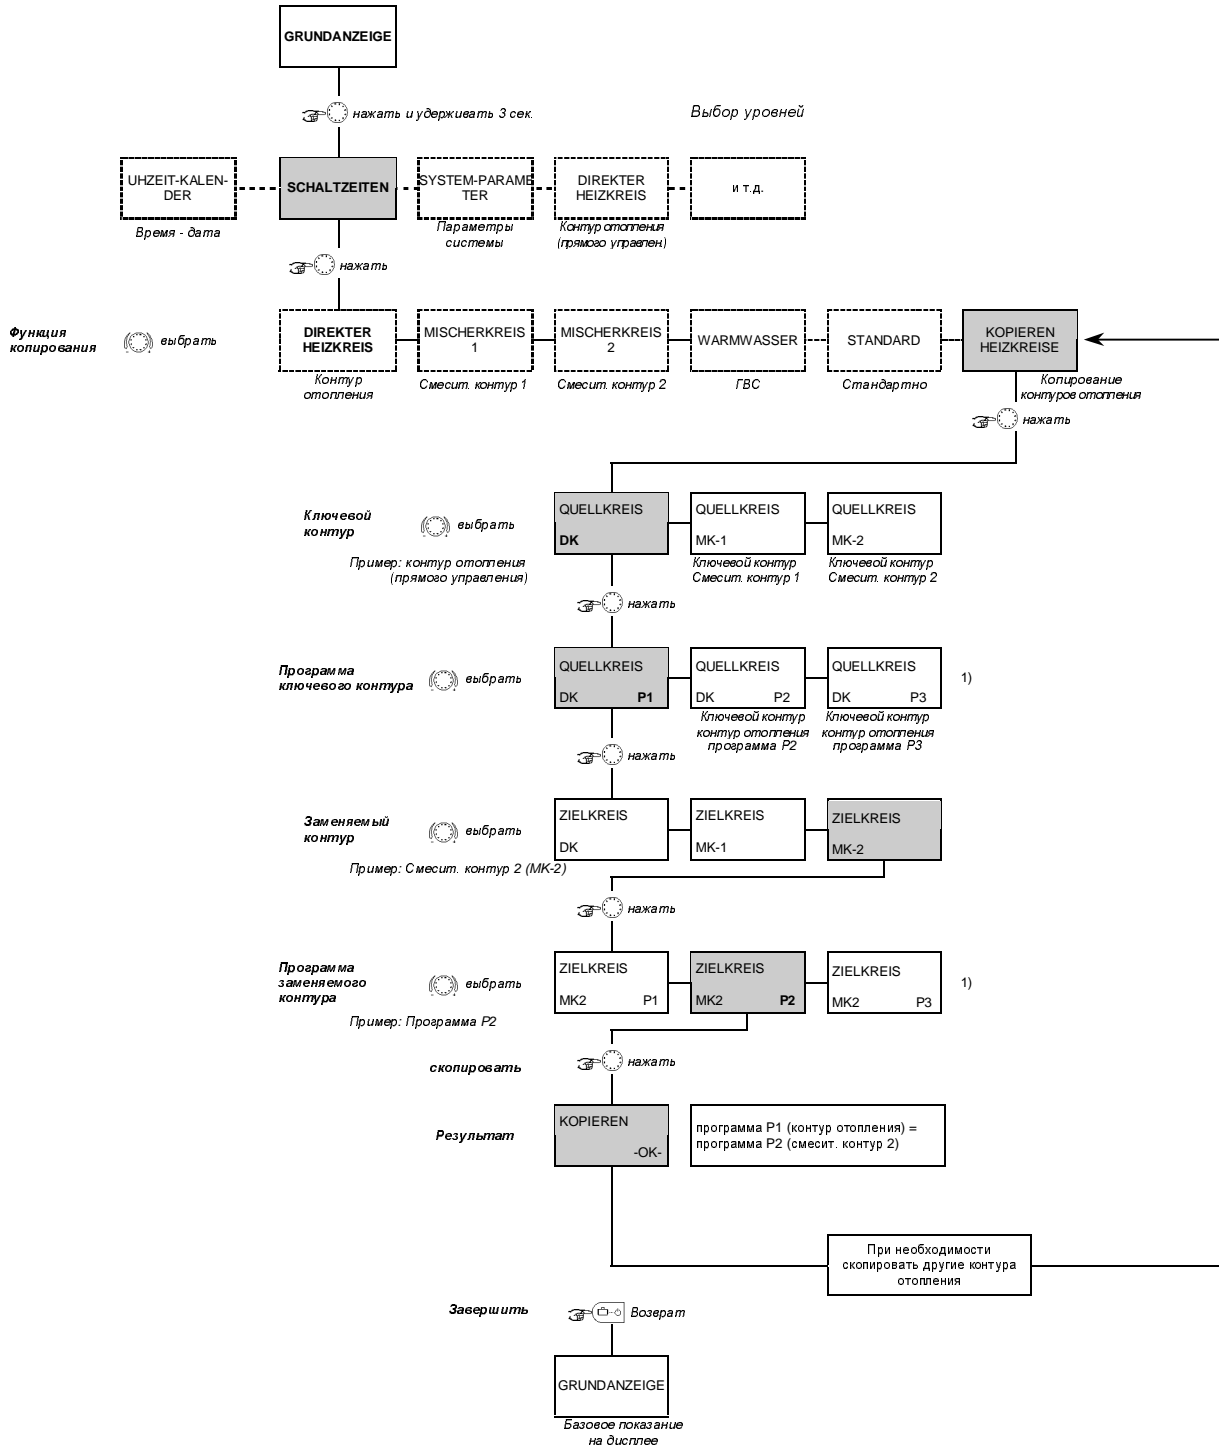 GRUNDANZEIGE
нажать и удерживать 3 сек.
Выбор уровней
UHZEIT-KALEN-
DER
SCHALTZEITEN
SYSTEM-PARAME
TER
DIREKTER
HEIZKREIS
и т.д.
Время - дата
Параметры
системы
Контур отопления
(прямого управлен.)
нажать
Функция
копирования
выбрать
DIREKTER
HEIZKREIS
MISCHERKREIS
1
MISCHERKREIS
2
WARMWASSER
STANDARD
KOPIEREN
HEIZKREISE
Контур
отопления
Смесит. контур 1
Смесит. контур 2
ГВС
Стандартно
Копирование
контуров отопления
нажать
Ключевой
контур
выбрать
QUELLKREIS
DK
QUELLKREIS
MK-1
QUELLKREIS
MK-2
Пример: контур отопления
(прямого управления)
Ключевой контур
Смесит. контур 1
Ключевой контур
Смесит. контур 2
нажать
Программа
ключевого контура
выбрать
QUELLKREIS
DK P1
QUELLKREIS
DK P2
QUELLKREIS
DK P3
1)
Ключевой контур
контур отопления
программа P2
Ключевой контур
контур отопления
программа P3
нажать
Заменяемый
контур
выбрать
ZIELKREIS
DK
ZIELKREIS
MK-1
ZIELKREIS
MK-2
Пример: Смесит. контур 2 (MK-2)
нажать
Программа
заменяемого
контура
выбрать
ZIELKREIS
MK2 P1
ZIELKREIS
MK2 P2
ZIELKREIS
MK2 P3
1)
Пример: Программа P2
скопировать
нажать
Результат
KOPIEREN
-OK-
программа P1 (контур отопления) =
программа P2 (смесит. контур 2)
При необходимости
скопировать другие контура
отопления
Завершить
Возврат
GRUNDANZEIGE
Базовое показание
на дисплее